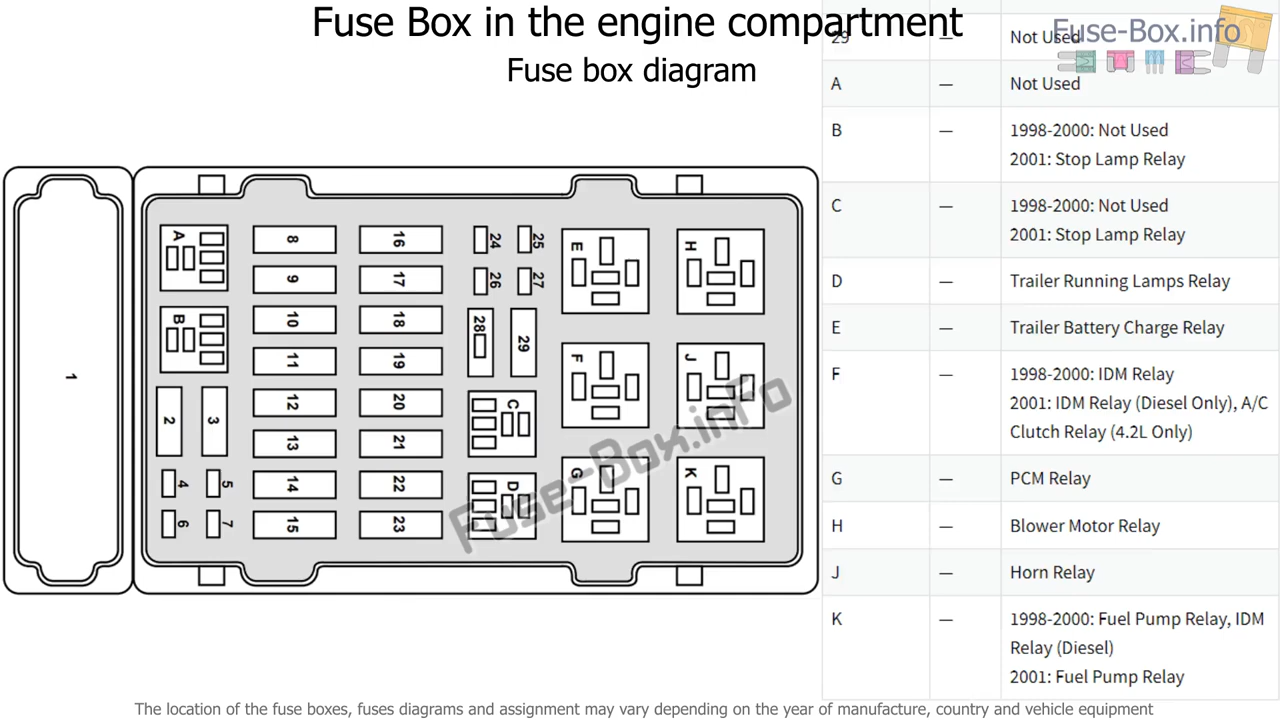 Fuse Box in the engine compartment
Fuse box diagram
Fuse-Box.info
29 — Not Used
A — Not Used
B — 1998-2000: Not Used
2001: Stop Lamp Relay
C — 1998-2000: Not Used
2001: Stop Lamp Relay
D — Trailer Running Lamps Relay
E — Trailer Battery Charge Relay
F — 1998-2000: IDM Relay
2001: IDM Relay (Diesel Only), A/C
Clutch Relay (4.2L Only)
G — PCM Relay
H — Blower Motor Relay
J — Horn Relay
K — 1998-2000: Fuel Pump Relay, IDM
Relay (Diesel)
2001: Fuel Pump Relay
1
A
B
2
3
4
5
6
7
8
9
10
11
12
13
14
15
16
17
18
19
20
21
22
23
24
25
26
27
28
29
C
D
E
F
G
H
J
K
Fuse-Box.info
The location of the fuse boxes, fuses diagrams and assignment may vary depending on the year of manufacture, country and vehicle equipment